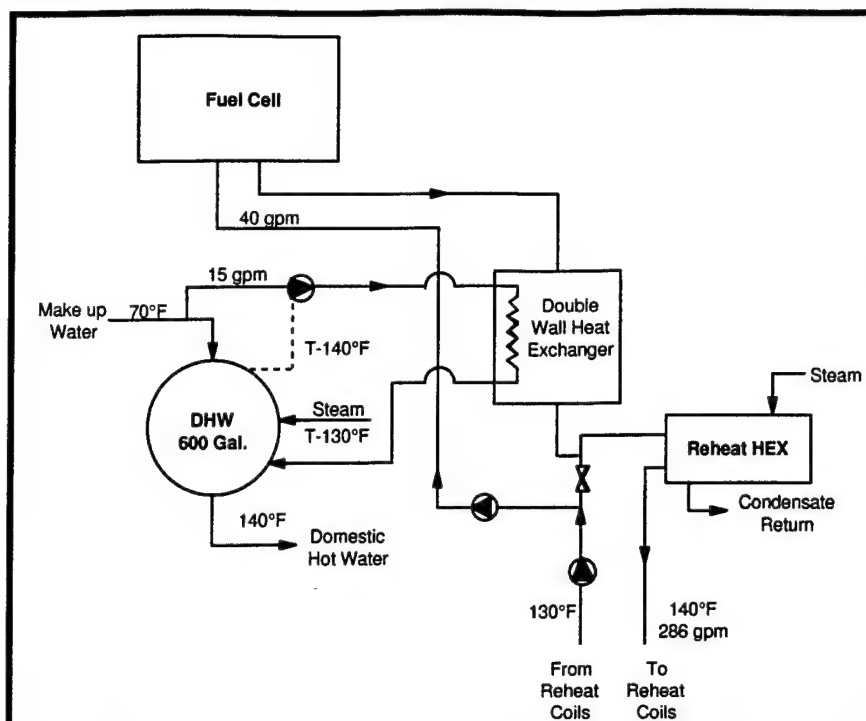 Fuel Cell
40 gpm
15 gpm
Make up
Water
70°F
T-140°F
Double
Wall Heat
Exchanger
DHW
600 Gal.
Steam
T-130°F
Steam
Reheat HEX
Condensate
Return
140°F
Domestic
Hot Water
130°F
140°F
286 gpm
From
Reheat
Coils
To
Reheat
Coils